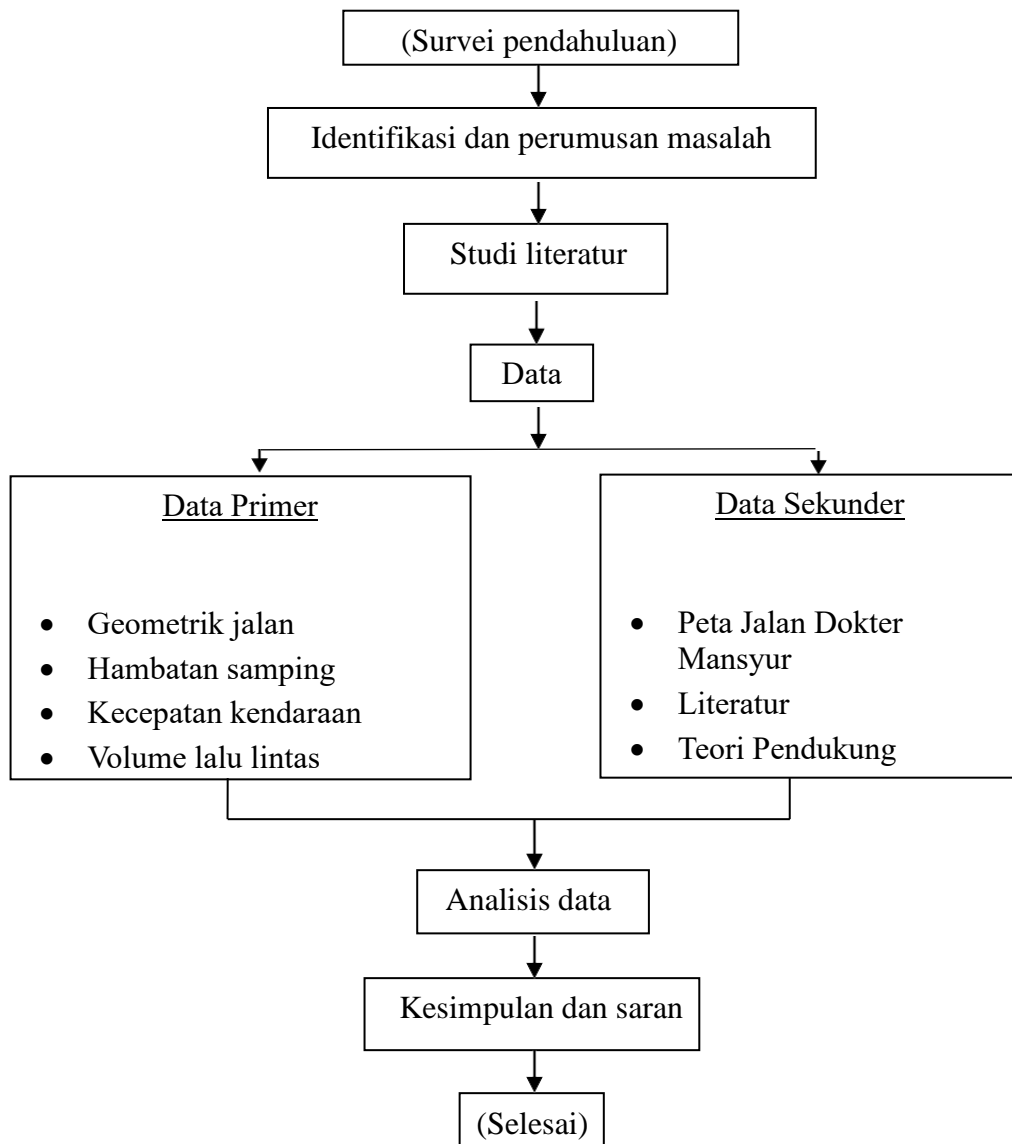 (Survei pendahuluan)
Identifikasi dan perumusan masalah
Studi literatur
Data
Data Primer
• Geometrik jalan
• Hambatan samping
• Kecepatan kendaraan
• Volume lalu lintas
Data Sekunder
• Peta Jalan Dokter
Mansyur
• Literatur
• Teori Pendukung
Analisis data
Kesimpulan dan saran
(Selesai)